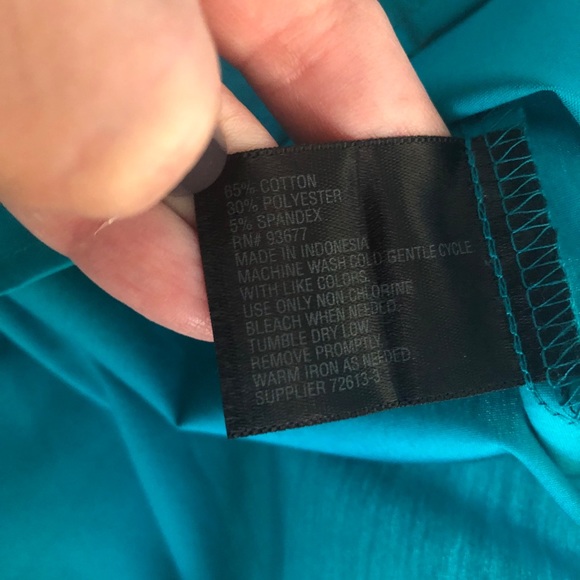 65% COTTON
30% POLYESTER
5% SPANDEX
RN# 93677
MADE IN INDONESIA
MACHINE WASH COLD GENTLE CYCLE
WITH LIKE COLORS.
USE ONLY NON-CHLORINE
BLEACH WHEN NEEDED.
TUMBLE DRY LOW.
REMOVE PROMPTLY.
WARM IRON AS NEEDED.
SUPPLIER 72613-5